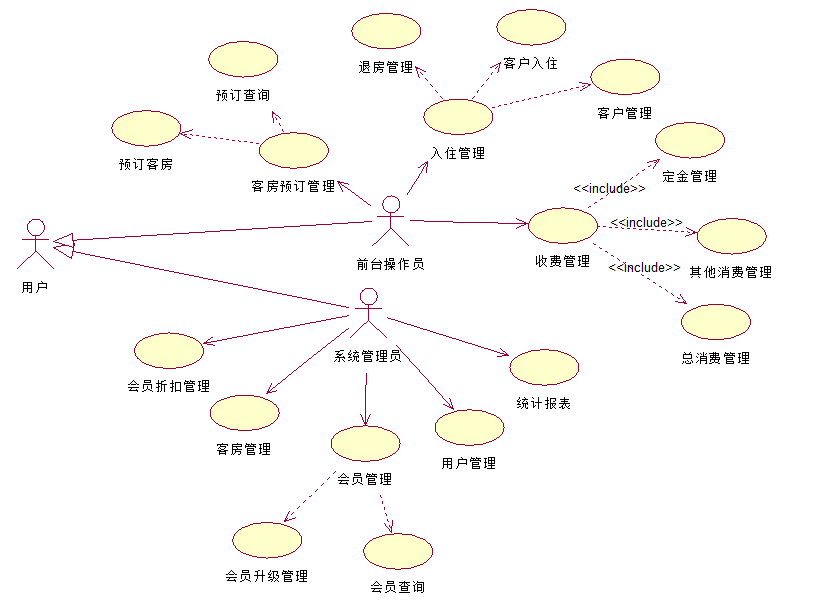 退房管理
客户入住
预订查询
客户管理
预订客房
入住管理
客房预订管理
定金管理
<<include>>
<<include>>
收费管理
前台操作员
其他消费管理
<<include>>
用户
系统管理员
总消费管理
会员折扣管理
统计报表
客房管理
用户管理
会员管理
会员升级管理
会员查询